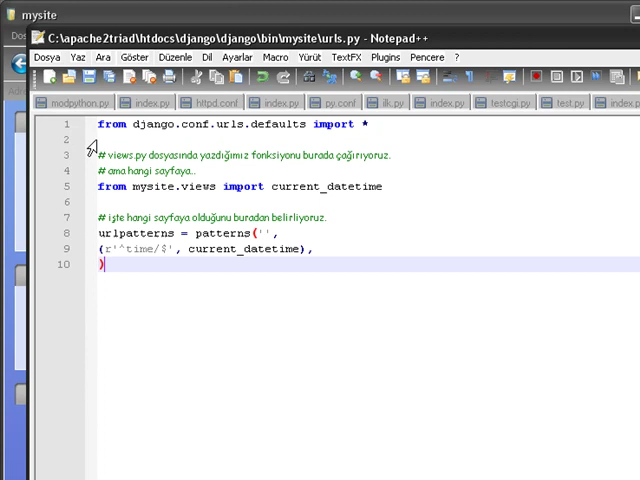 mysite
C:\apache2triad\htdocs\django\django\bin\mysite\urls.py - Notepad++
Dosya Yaz Ara Göster Düzenle Dil Ayarlar Macro Yürüt TextFX Plugins Pencere ?
modpython.py index.py httpd.conf index.py py.conf ilk.py index.py testcgi.py test.py index.p
1 from django.conf.urls.defaults import *
2
3 # views.py dosyasında yazdığımız fonksiyonu burada çağırıyoruz.
4 # ama hangi sayfaya..
5 from mysite.views import current_datetime
6
7 # işte hangi sayfaya olduğunu buradan belirliyoruz.
8 urlpatterns = patterns('',
9 (r'^time/$', current_datetime),
10 )